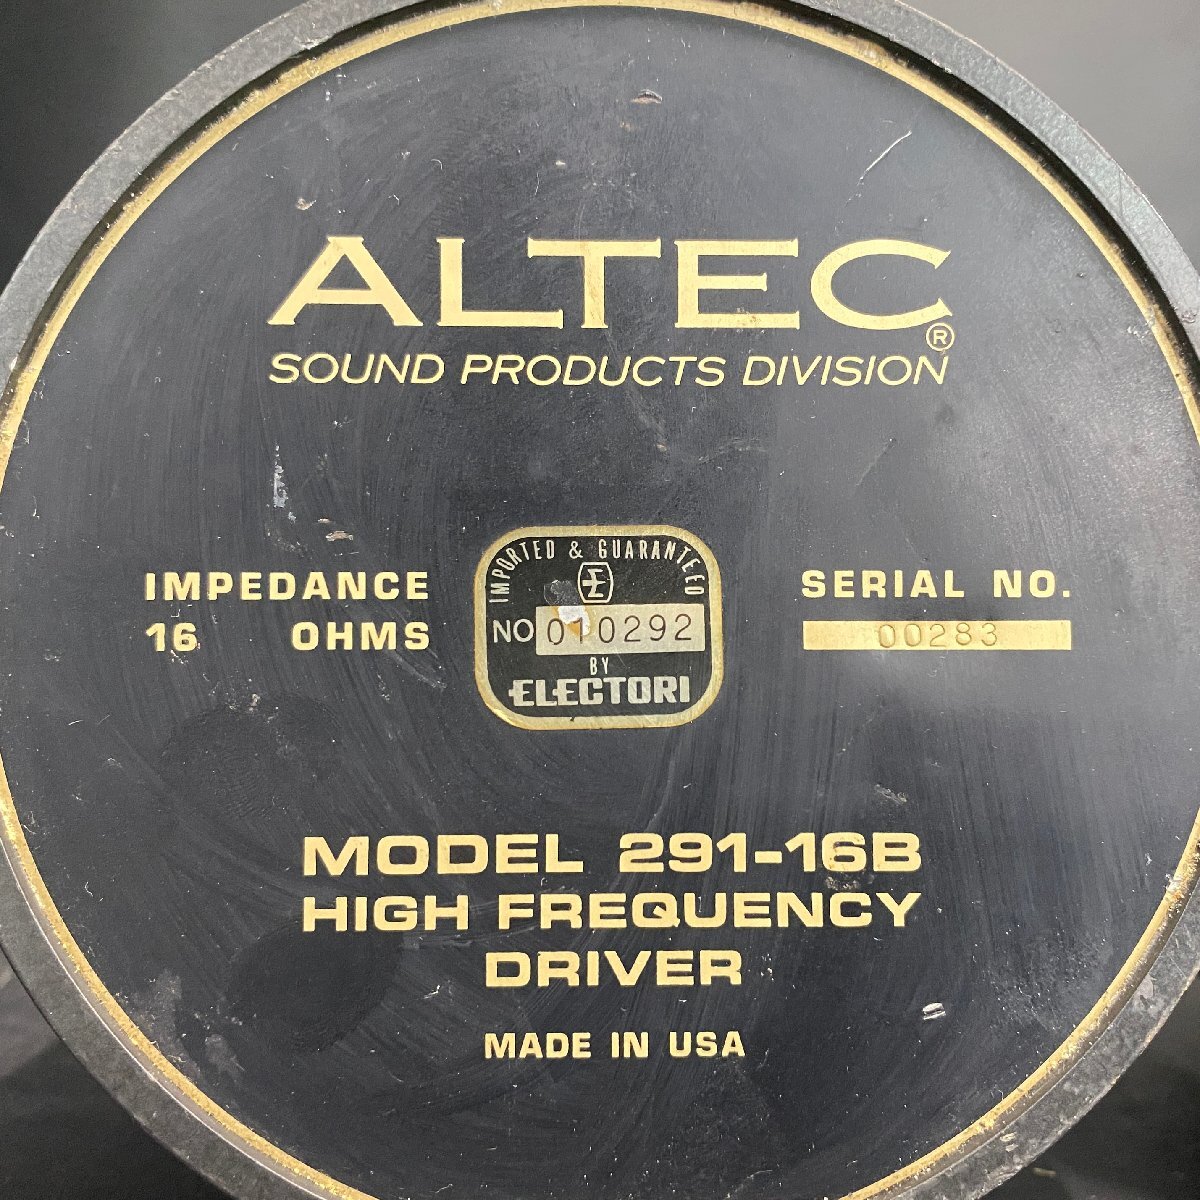 ALTEC®
SOUND PRODUCTS DIVISION
IMPEDANCE
16 OHMS
IMPORTED & GUARANTEED
E
NO 010292
BY
ELECTORI
SERIAL NO.
00283
MODEL 291-16B
HIGH FREQUENCY
DRIVER
MADE IN USA